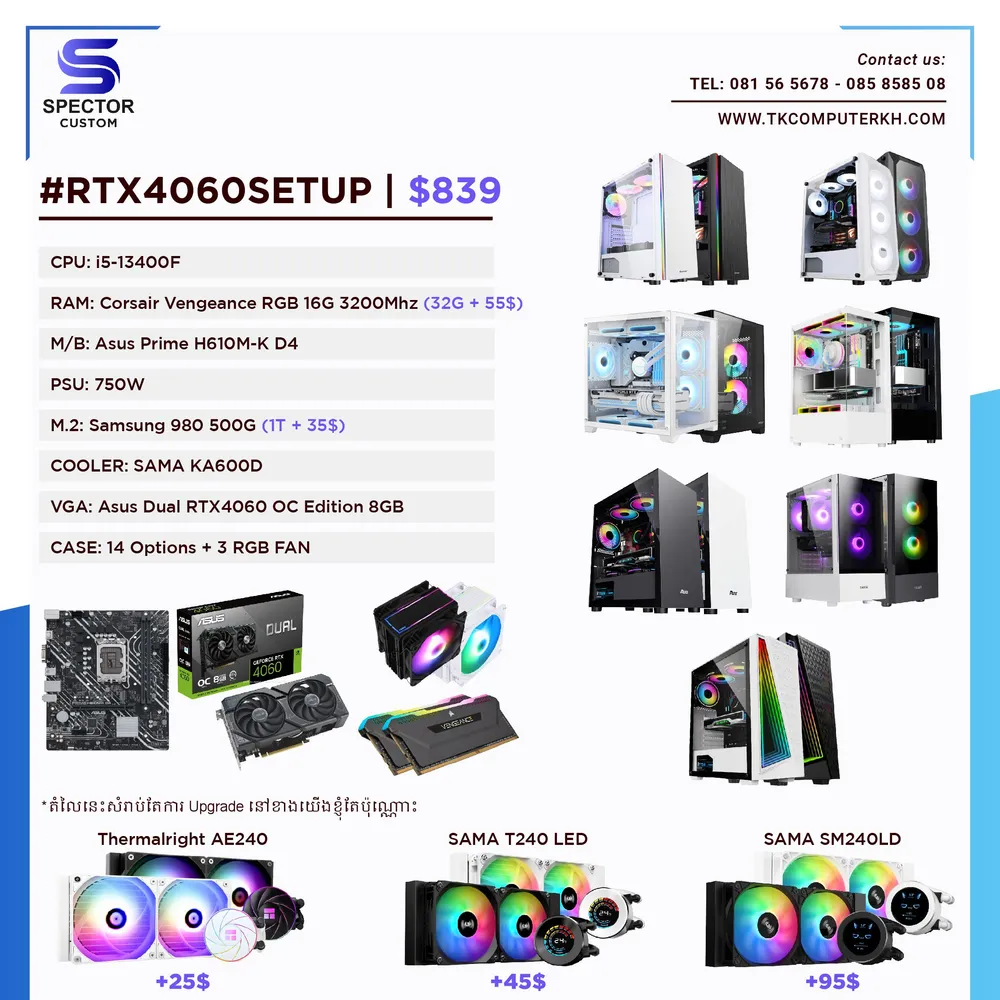 SPECTOR
CUSTOM
Contact us:
TEL: 081 56 5678 - 085 8585 08
WWW.TKCOMPUTERKH.COM
#RTX4060SETUP | $839
CPU: i5-13400F
RAM: Corsair Vengeance RGB 16G 3200Mhz (32G + 55$)
M/B: Asus Prime H610M-K D4
PSU: 750W
M.2: Samsung 980 500G (1T + 35$)
COOLER: SAMA KA600D
VGA: Asus Dual RTX4060 OC Edition 8GB
CASE: 14 Options + 3 RGB FAN
ASUS
DUAL
GEFORCE RTX
4060
OC 8GB
VENGEANCE
*តំលៃនេះសំរាប់តែការ Upgrade នៅខាងយើងខ្ញុំតែប៉ុណ្ណោះ
Thermalright AE240
SAMA T240 LED
SAMA SM240LD
+25$
+45$
+95$